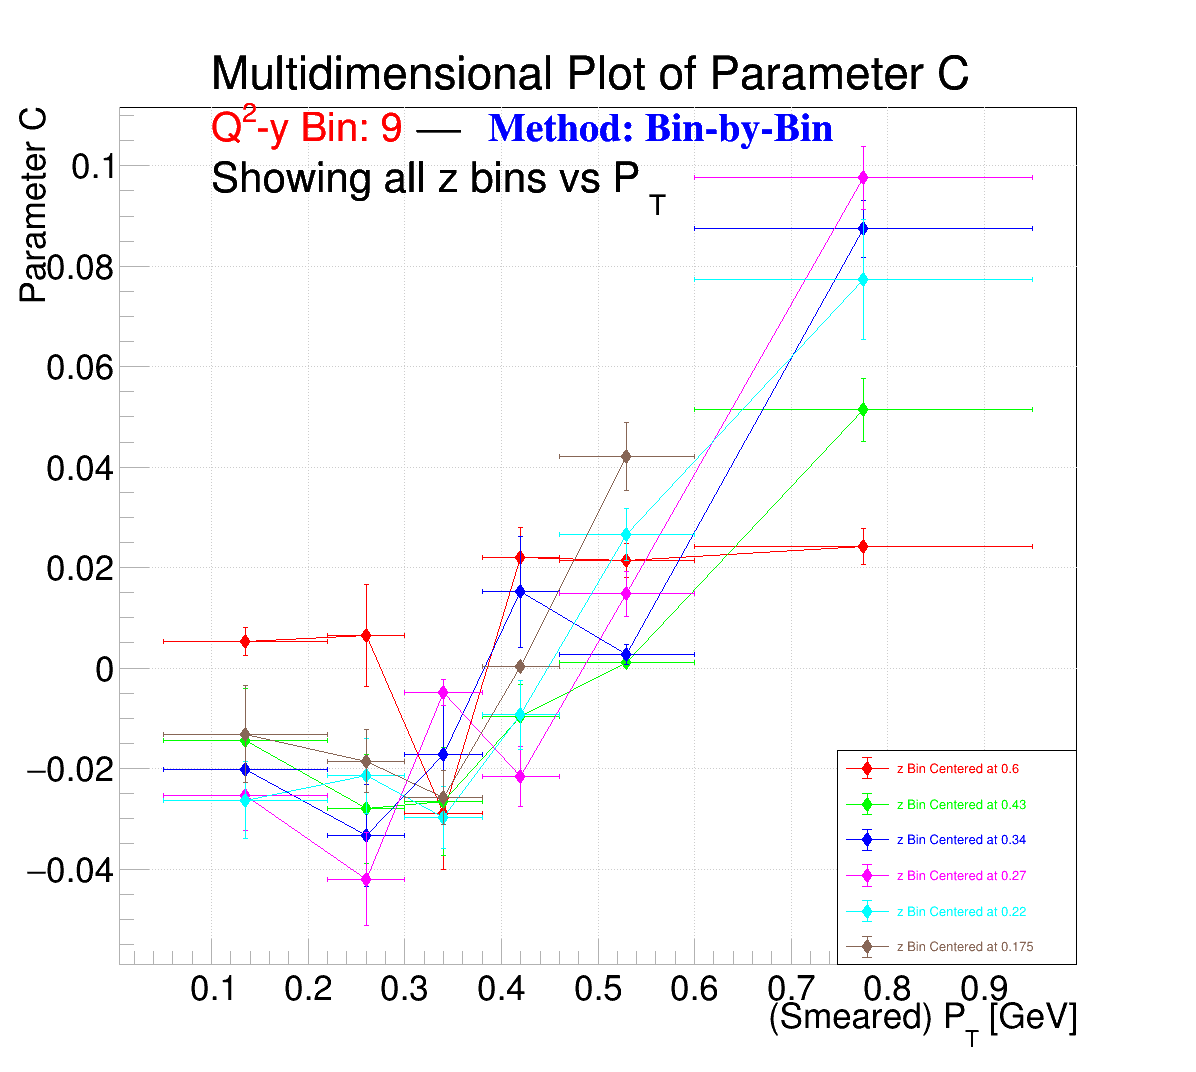 Multidimensional Plot of Parameter C
Q²-y Bin: 9 — Method: Bin-by-Bin
Showing all z bins vs P_T
Parameter C
0.1
0.08
0.06
0.04
0.02
0
−0.02
−0.04
z Bin Centered at 0.6
z Bin Centered at 0.43
z Bin Centered at 0.34
z Bin Centered at 0.27
z Bin Centered at 0.22
z Bin Centered at 0.175
0.1 0.2 0.3 0.4 0.5 0.6 0.7 0.8 0.9
(Smeared) P_T [GeV]